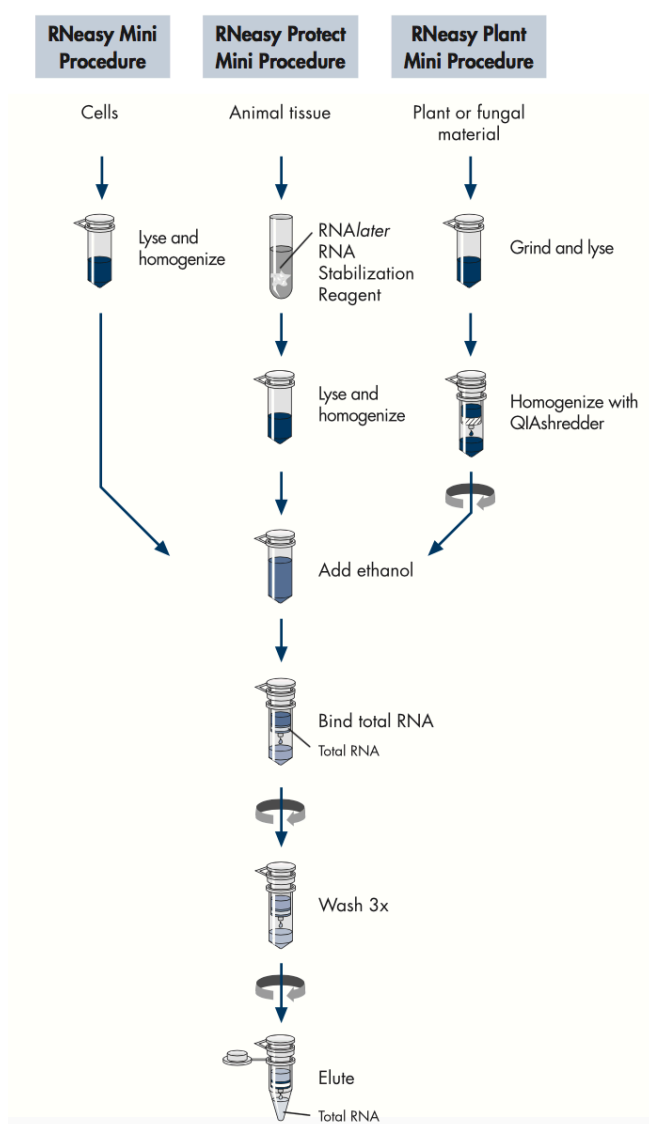 RNeasy Mini
Procedure
RNeasy Protect
Mini Procedure
RNeasy Plant
Mini Procedure
Cells
Animal tissue
Plant or fungal
material
Lyse and
homogenize
RNAlater
RNA
Stabilization
Reagent
Grind and lyse
Lyse and
homogenize
Homogenize with
QIAshredder
Add ethanol
Bind total RNA
Total RNA
Wash 3x
Elute
Total RNA